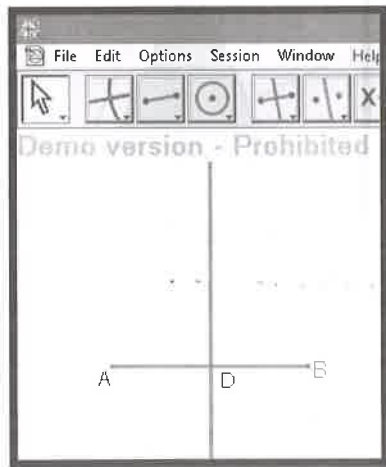 File Edit Options Session Window Help
X
Demo version - Prohibited
A D B